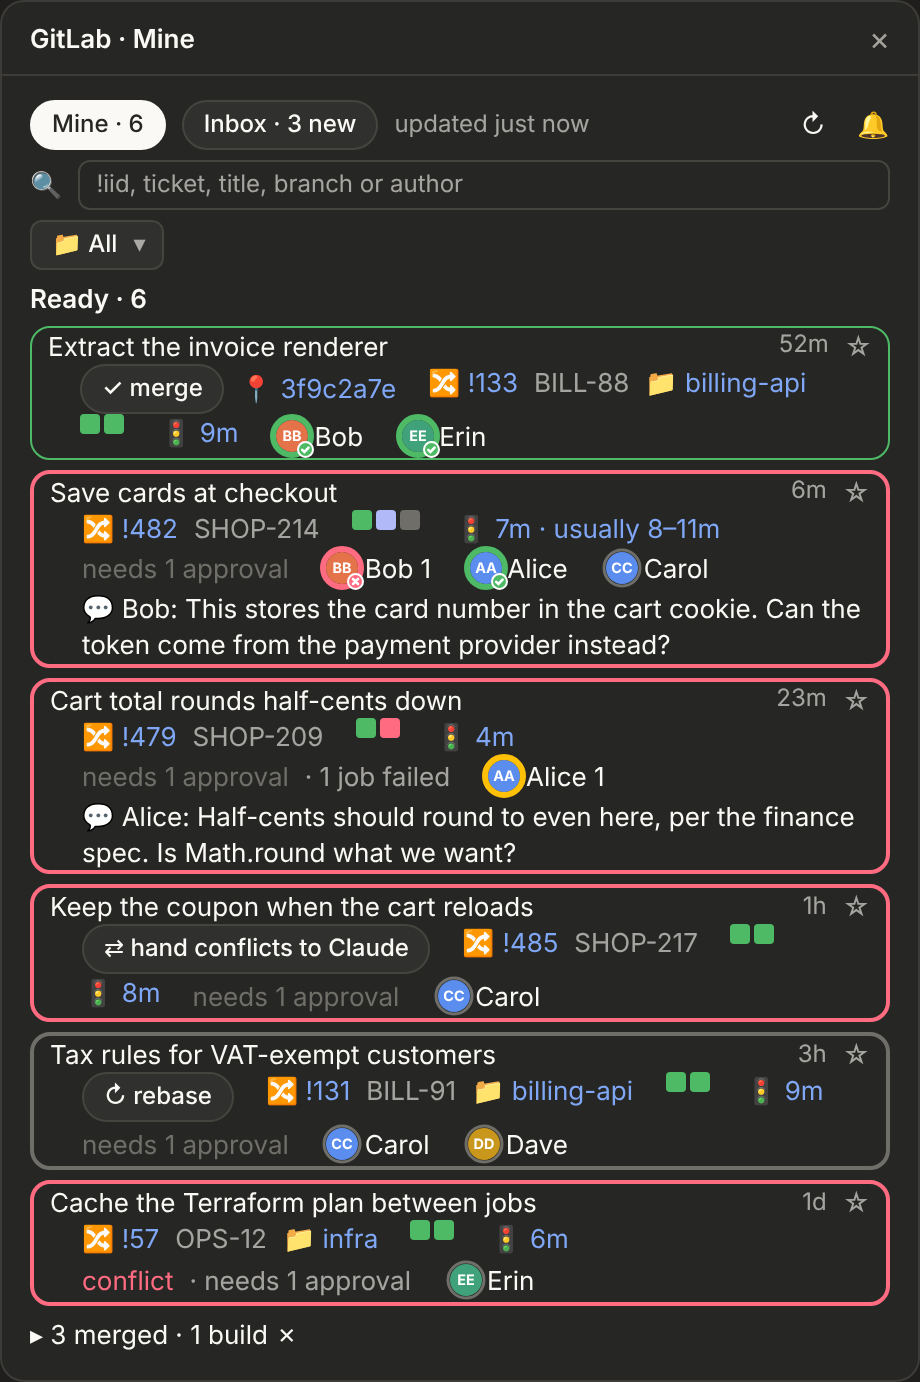 GitLab · Mine ×
Mine · 6 Inbox · 3 new updated just now
!iid, ticket, title, branch or author
All ▾
Ready · 6
Extract the invoice renderer 52m ☆
✓ merge 3f9c2a7e !133 BILL-88 billing-api
9m BB Bob EE Erin
Save cards at checkout 6m ☆
!482 SHOP-214 7m · usually 8–11m
needs 1 approval BB Bob 1 AA Alice CC Carol
Bob: This stores the card number in the cart cookie. Can the
token come from the payment provider instead?
Cart total rounds half-cents down 23m ☆
!479 SHOP-209 4m
needs 1 approval · 1 job failed AA Alice 1
Alice: Half-cents should round to even here, per the finance
spec. Is Math.round what we want?
Keep the coupon when the cart reloads 1h ☆
⇄ hand conflicts to Claude !485 SHOP-217
8m needs 1 approval CC Carol
Tax rules for VAT-exempt customers 3h ☆
↻ rebase !131 BILL-91 billing-api 9m
needs 1 approval CC Carol DD Dave
Cache the Terraform plan between jobs 1d ☆
!57 OPS-12 infra 6m
conflict · needs 1 approval EE Erin
▸ 3 merged · 1 build ×